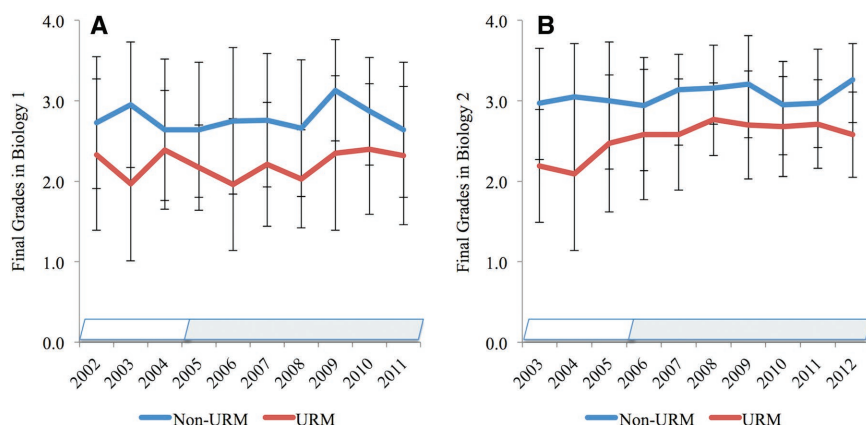 A
Final Grades in Biology 1
4.0
3.0
2.0
1.0
0.0
2002 2003 2004 2005 2006 2007 2008 2009 2010 2011
Non-URM URM
B
Final Grades in Biology 2
4.0
3.0
2.0
1.0
0.0
2003 2004 2005 2006 2007 2008 2009 2010 2011 2012
Non-URM URM